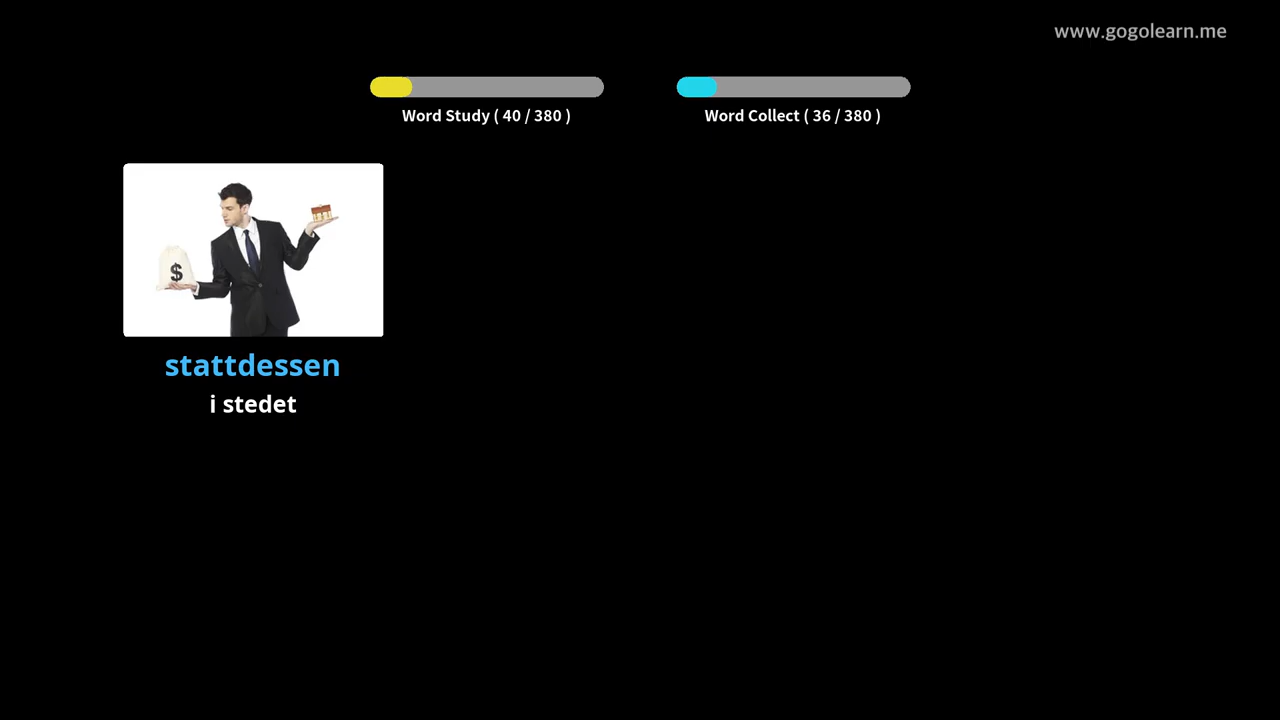 www.gogolearn.me
Word Study ( 40 / 380 )
Word Collect ( 36 / 380 )
$
stattdessen
i stedet